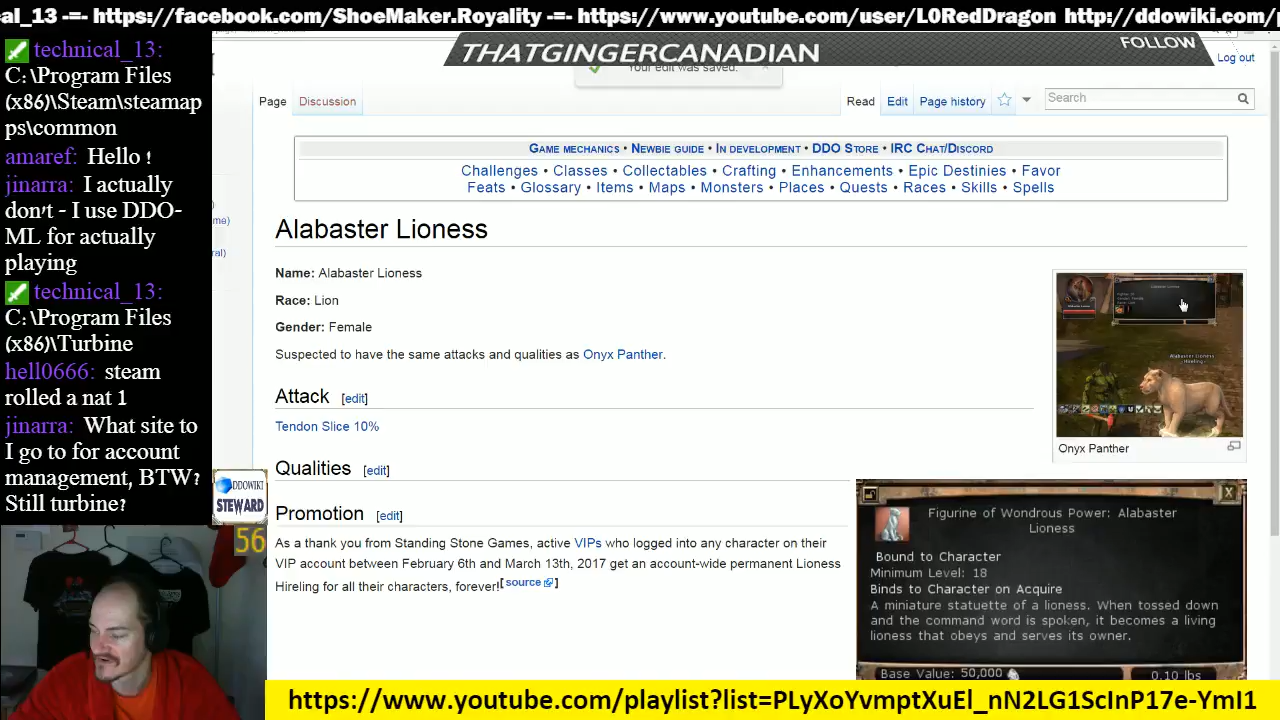 al_13 -=- https://facebook.com/ShoeMaker.Royality -=- https://www.youtube.com/user/L0RedDragon http://ddowiki.com/
technical_13:
C:\Program Files
(x86)\Steam\steamap
ps\common
amaref: Hello !
jinarra: I actually
don't - I use DDO-
ML for actually
playing
technical_13:
C:\Program Files
(x86)\Turbine
hell0666: steam
rolled a nat 1
jinarra: What site to
I go to for account
management, BTW?
Still turbine?
THATGINGERCANADIAN
FOLLOW
Log out
Your edit was saved.
Page Discussion Read Edit Page history Search
Game mechanics • Newbie guide • In development • DDO Store • IRC Chat/Discord
Challenges • Classes • Collectables • Crafting • Enhancements • Epic Destinies • Favor
Feats • Glossary • Items • Maps • Monsters • Places • Quests • Races • Skills • Spells
Alabaster Lioness
Name: Alabaster Lioness
Race: Lion
Gender: Female
Suspected to have the same attacks and qualities as Onyx Panther.
Attack [edit]
Tendon Slice 10%
Qualities [edit]
Promotion [edit]
As a thank you from Standing Stone Games, active VIPs who logged into any character on their
VIP account between February 6th and March 13th, 2017 get an account-wide permanent Lioness
Hireling for all their characters, forever![source]
Alabaster Lioness
Hireling
Onyx Panther
Figurine of Wondrous Power: Alabaster
Lioness
Bound to Character
Minimum Level: 18
Binds to Character on Acquire
A miniature statuette of a lioness. When tossed down
and the command word is spoken, it becomes a living
lioness that obeys and serves its owner.
Base Value: 50,000
0.10 lbs
DDOWIKI
STEWARD
56
https://www.youtube.com/playlist?list=PLyXoYvmptXuEl_nN2LG1ScInP17e-YmI1